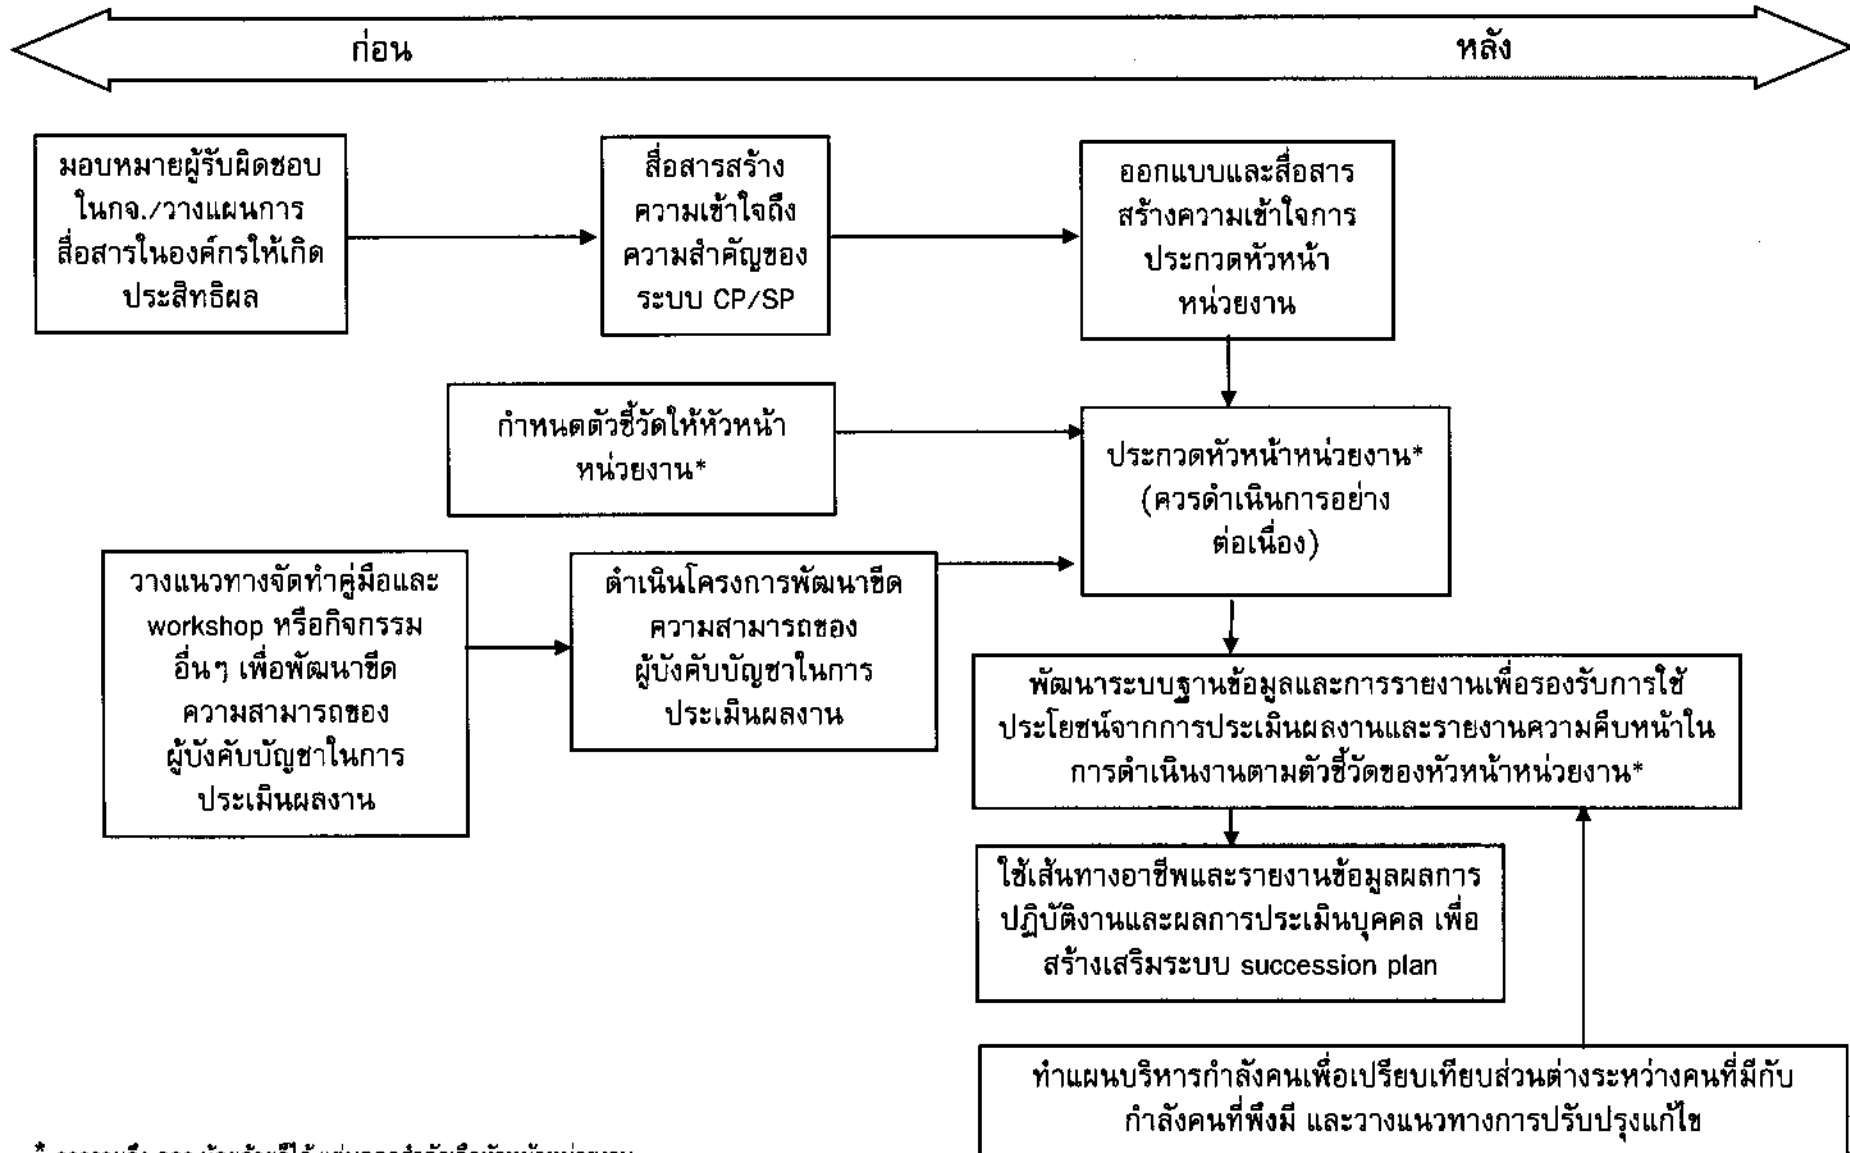 ก่อน
หลัง
มอบหมายผู้รับผิดชอบ
ในกจ./วางแผนการ
สื่อสารในองค์กรให้เกิด
ประสิทธิผล
สื่อสารสร้าง
ความเข้าใจถึง
ความสำคัญของ
ระบบ CP/SP
ออกแบบและสื่อสาร
สร้างความเข้าใจการ
ประกวดหัวหน้า
หน่วยงาน
กำหนดตัวชี้วัดให้หัวหน้า
หน่วยงาน*
ประกวดหัวหน้าหน่วยงาน*
(ควรดำเนินการอย่าง
ต่อเนื่อง)
วางแนวทางจัดทำคู่มือและ
workshop หรือกิจกรรม
อื่นๆ เพื่อพัฒนาขีด
ความสามารถของ
ผู้บังคับบัญชาในการ
ประเมินผลงาน
ดำเนินโครงการพัฒนาขีด
ความสามารถของ
ผู้บังคับบัญชาในการ
ประเมินผลงาน
พัฒนาระบบฐานข้อมูลและการรายงานเพื่อรองรับการใช้
ประโยชน์จากการประเมินผลงานและรายงานความคืบหน้าใน
การดำเนินงานตามตัวชี้วัดของหัวหน้าหน่วยงาน*
ใช้เส้นทางอาชีพและรายงานข้อมูลผลการ
ปฏิบัติงานและผลการประเมินบุคคล เพื่อ
สร้างเสริมระบบ succession plan
ทำแผนบริหารกำลังคนเพื่อเปรียบเทียบส่วนต่างระหว่างคนที่มีกับ
กำลังคนที่พึงมี และวางแนวทางการปรับปรุงแก้ไข
*